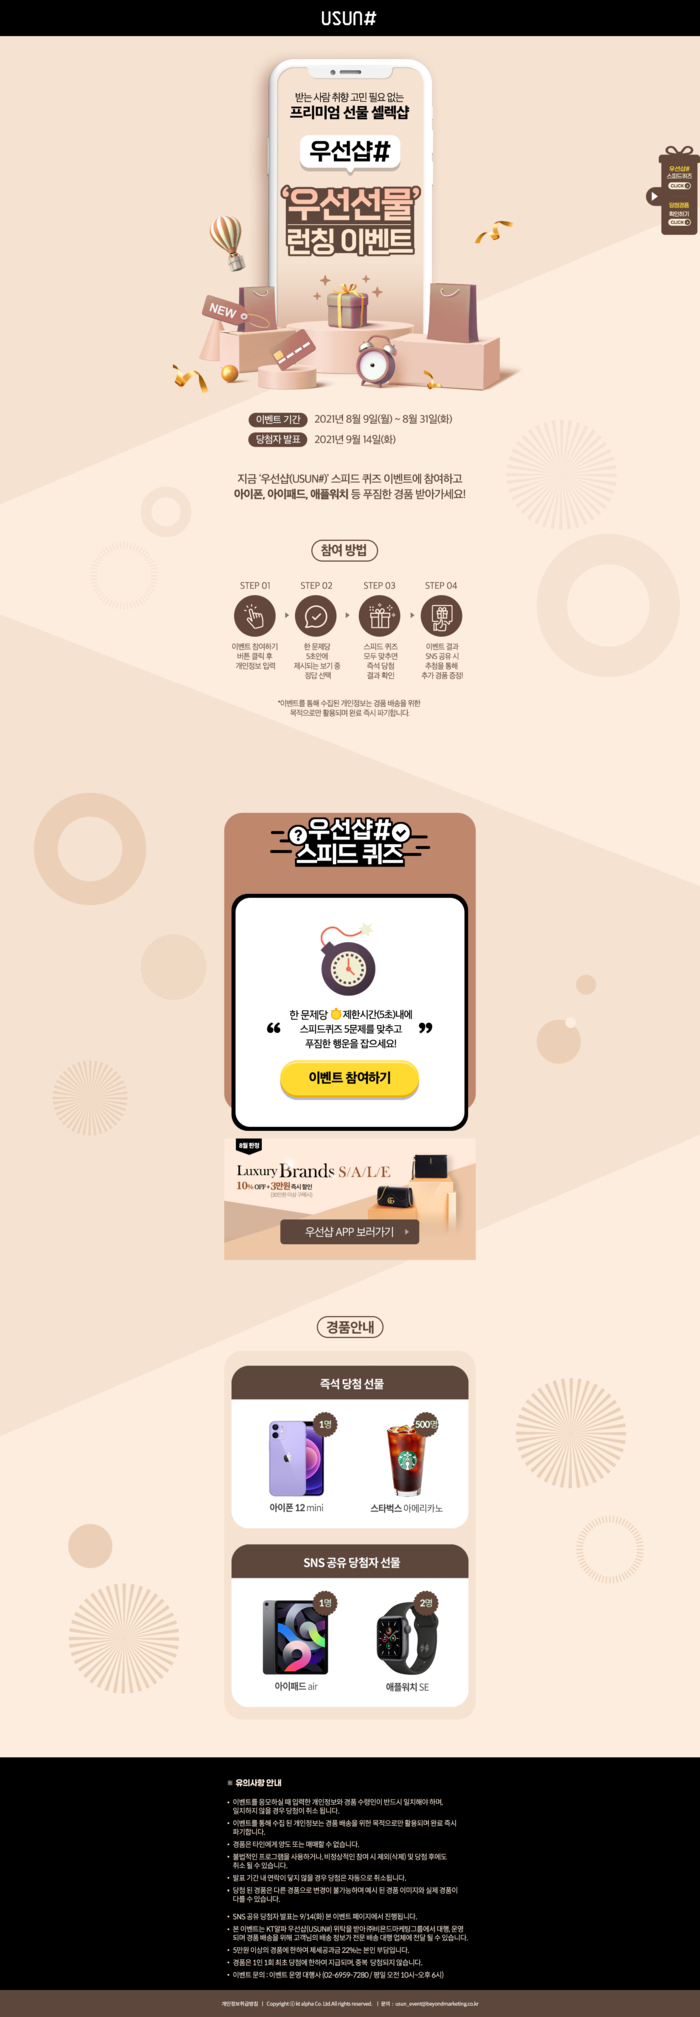 USUN#
받는 사람 취향 고민 필요 없는
프리미엄 선물 셀렉샵
우선샵#
'우선선물'
런칭 이벤트
NEW
우선샵#
스피드퀴즈
CLICK
당첨경품
확인하기
CLICK
이벤트 기간 2021년 8월 9일(월) ~ 8월 31일(화)
당첨자 발표 2021년 9월 14일(화)
지금 '우선샵(USUN#)' 스피드 퀴즈 이벤트에 참여하고
아이폰, 아이패드, 애플워치 등 푸짐한 경품 받아가세요!
참여 방법
STEP 01
이벤트 참여하기
버튼 클릭 후
개인정보 입력
STEP 02
한 문제당
5초안에
제시되는 보기 중
정답 선택
STEP 03
스피드 퀴즈
모두 맞추면
즉석 당첨
결과 확인
STEP 04
이벤트 결과
SNS 공유 시
추첨을 통해
추가 경품 증정!
*이벤트를 통해 수집된 개인정보는 경품 배송을 위한
목적으로만 활용되며 완료 즉시 파기합니다.
우선샵#
스피드 퀴즈
한 문제당 제한시간(5초)내에
스피드퀴즈 5문제를 맞추고
푸짐한 행운을 잡으세요!
이벤트 참여하기
8월 한정
Luxury Brands S/A/L/E
10% OFF + 3만원 즉시 할인
(30만원 이상 구매시)
우선샵 APP 보러가기
경품안내
즉석 당첨 선물
1명
500명
아이폰 12 mini
스타벅스 아메리카노
SNS 공유 당첨자 선물
1명
2명
아이패드 air
애플워치 SE
※ 유의사항 안내
• 이벤트를 응모하실 때 입력한 개인정보와 경품 수령인이 반드시 일치해야 하며,
일치하지 않을 경우 당첨이 취소 됩니다.
• 이벤트를 통해 수집 된 개인정보는 경품 배송을 위한 목적으로만 활용되며 완료 즉시
파기합니다.
• 경품은 타인에게 양도 또는 매매할 수 없습니다.
• 불법적인 프로그램을 사용하거나, 비정상적인 참여 시 제외(삭제) 및 당첨 후에도
취소 될 수 있습니다.
• 발표 기간 내 연락이 닿지 않을 경우 당첨은 자동으로 취소됩니다.
• 당첨 된 경품은 다른 경품으로 변경이 불가능하며 예시 된 경품 이미지와 실제 경품이
다를 수 있습니다.
• SNS 공유 당첨자 발표는 9/14(화) 본 이벤트 페이지에서 진행됩니다.
• 본 이벤트는 KT알파 우선샵(USUN#) 위탁을 받아 ㈜비욘드마케팅그룹에서 대행, 운영
되며 경품 배송을 위해 고객님의 배송 정보가 전문 배송 대행 업체에 전달 될 수 있습니다.
• 5만원 이상의 경품에 한하여 제세공과금 22%는 본인 부담입니다.
• 경품은 1인 1회 최초 당첨에 한하여 지급되며, 중복 당첨되지 않습니다.
• 이벤트 문의 : 이벤트 운영 대행사 (02-6959-7280 / 평일 오전 10시~오후 6시)
개인정보취급방침 | Copyright ⓒ kt alpha Co. Ltd.All rights reserved. | 문의 : usun_event@beyondmarketing.co.kr